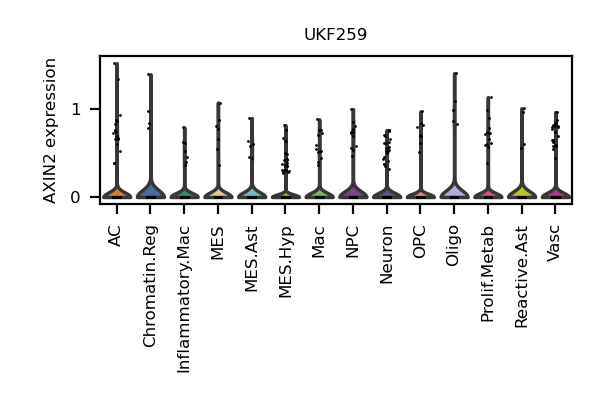 UKF259
AXIN2 expression
1
0
AC
Chromatin.Reg
Inflammatory.Mac
MES
MES.Ast
MES.Hyp
Mac
NPC
Neuron
OPC
Oligo
Prolif.Metab
Reactive.Ast
Vasc